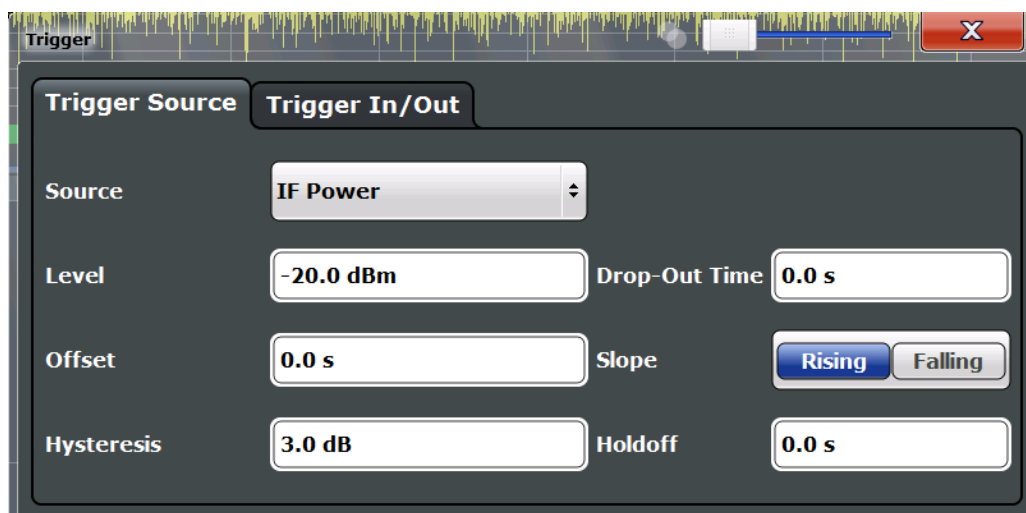 Trigger
X
Trigger Source Trigger In/Out
Source IF Power
Level -20.0 dBm Drop-Out Time 0.0 s
Offset 0.0 s Slope Rising Falling
Hysteresis 3.0 dB Holdoff 0.0 s